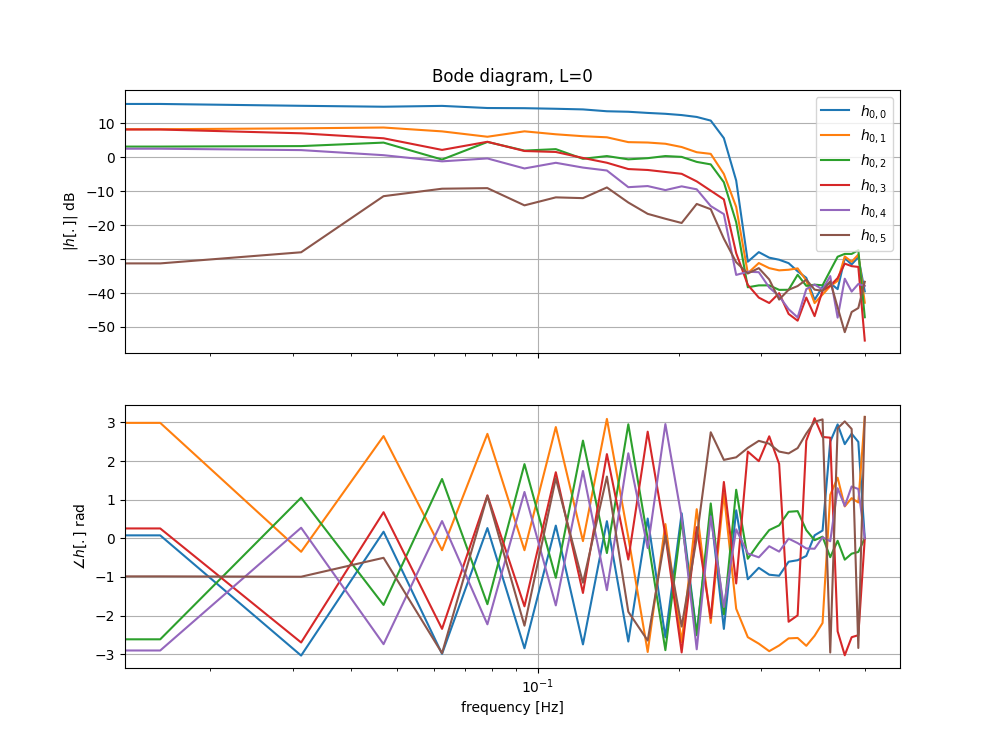 Bode diagram, L=0
|h[.]| dB
10
0
−10
−20
−30
−40
−50
h0,0
h0,1
h0,2
h0,3
h0,4
h0,5
∠h[.] rad
3
2
1
0
−1
−2
−3
10−1
frequency [Hz]